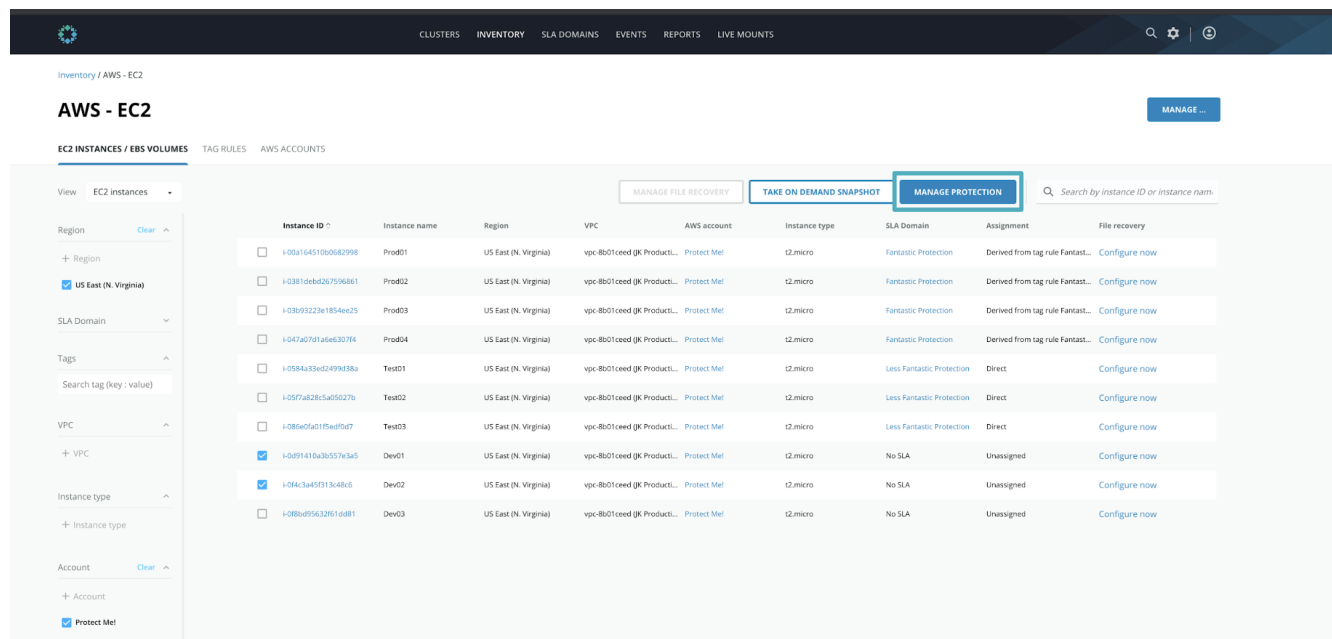 CLUSTERS INVENTORY SLA DOMAINS EVENTS REPORTS LIVE MOUNTS
Inventory / AWS - EC2
AWS - EC2
MANAGE ...
EC2 INSTANCES / EBS VOLUMES TAG RULES AWS ACCOUNTS
View EC2 instances
MANAGE FILE RECOVERY TAKE ON DEMAND SNAPSHOT MANAGE PROTECTION Search by instance ID or instance name
Region Clear
+ Region
US East (N. Virginia)
SLA Domain
Tags
Search tag (key : value)
VPC
+ VPC
Instance type
+ Instance type
Account Clear
+ Account
Protect Me!
Instance ID Instance name Region VPC AWS account Instance type SLA Domain Assignment File recovery
i-00a164510b0682998 Prod01 US East (N. Virginia) vpc-8b01ceed (JK Producti... Protect Me! t2.micro Fantastic Protection Derived from tag rule Fantast... Configure now
i-0381debd267596861 Prod02 US East (N. Virginia) vpc-8b01ceed (JK Producti... Protect Me! t2.micro Fantastic Protection Derived from tag rule Fantast... Configure now
i-03b93223e1854ee25 Prod03 US East (N. Virginia) vpc-8b01ceed (JK Producti... Protect Me! t2.micro Fantastic Protection Derived from tag rule Fantast... Configure now
i-047a07d1a6e6307f4 Prod04 US East (N. Virginia) vpc-8b01ceed (JK Producti... Protect Me! t2.micro Fantastic Protection Derived from tag rule Fantast... Configure now
i-0584a33ed2499d38a Test01 US East (N. Virginia) vpc-8b01ceed (JK Producti... Protect Me! t2.micro Less Fantastic Protection Direct Configure now
i-05f7a828c5a05027b Test02 US East (N. Virginia) vpc-8b01ceed (JK Producti... Protect Me! t2.micro Less Fantastic Protection Direct Configure now
i-086e0fa01f5edf0d7 Test03 US East (N. Virginia) vpc-8b01ceed (JK Producti... Protect Me! t2.micro Less Fantastic Protection Direct Configure now
i-0d91410a3b557e3a5 Dev01 US East (N. Virginia) vpc-8b01ceed (JK Producti... Protect Me! t2.micro No SLA Unassigned Configure now
i-0f4c3a45f313c48c6 Dev02 US East (N. Virginia) vpc-8b01ceed (JK Producti... Protect Me! t2.micro No SLA Unassigned Configure now
i-0f8bd95632f61dd81 Dev03 US East (N. Virginia) vpc-8b01ceed (JK Producti... Protect Me! t2.micro No SLA Unassigned Configure now